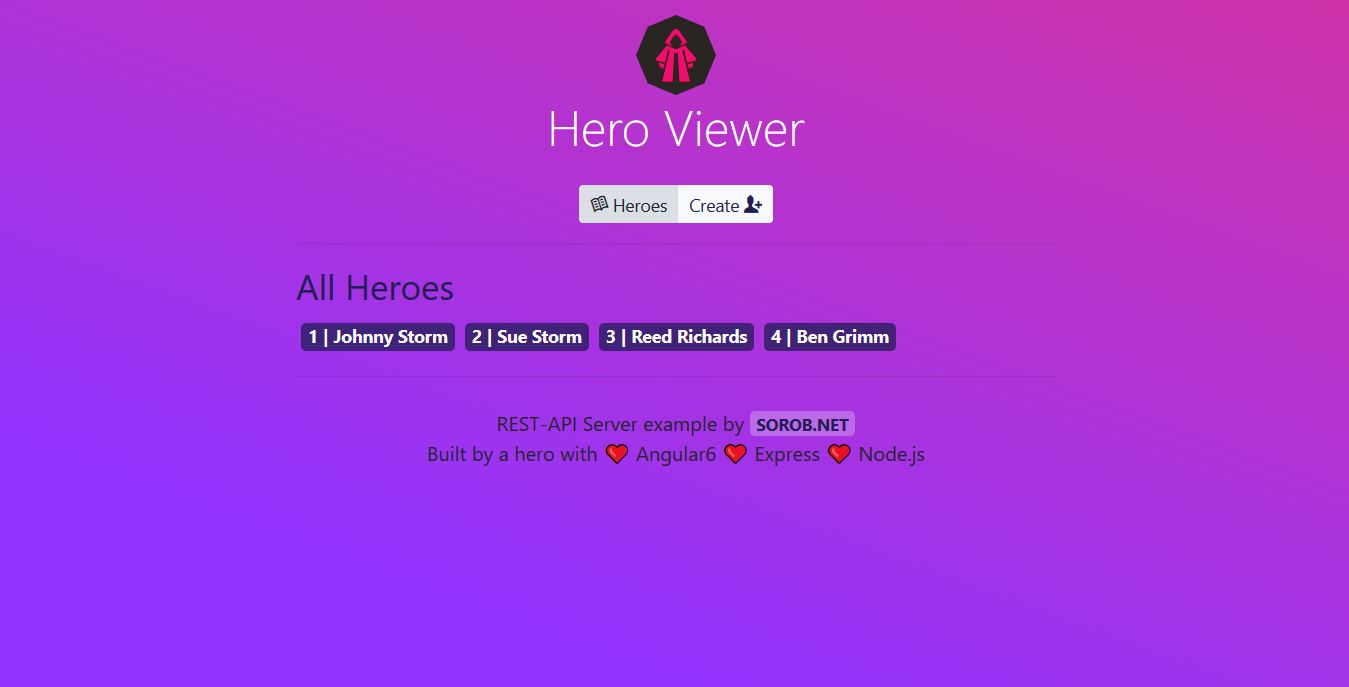 Hero Viewer
Heroes Create
All Heroes
1 | Johnny Storm 2 | Sue Storm 3 | Reed Richards 4 | Ben Grimm
REST-API Server example by SOROB.NET
Built by a hero with ❤ Angular6 ❤ Express ❤ Node.js